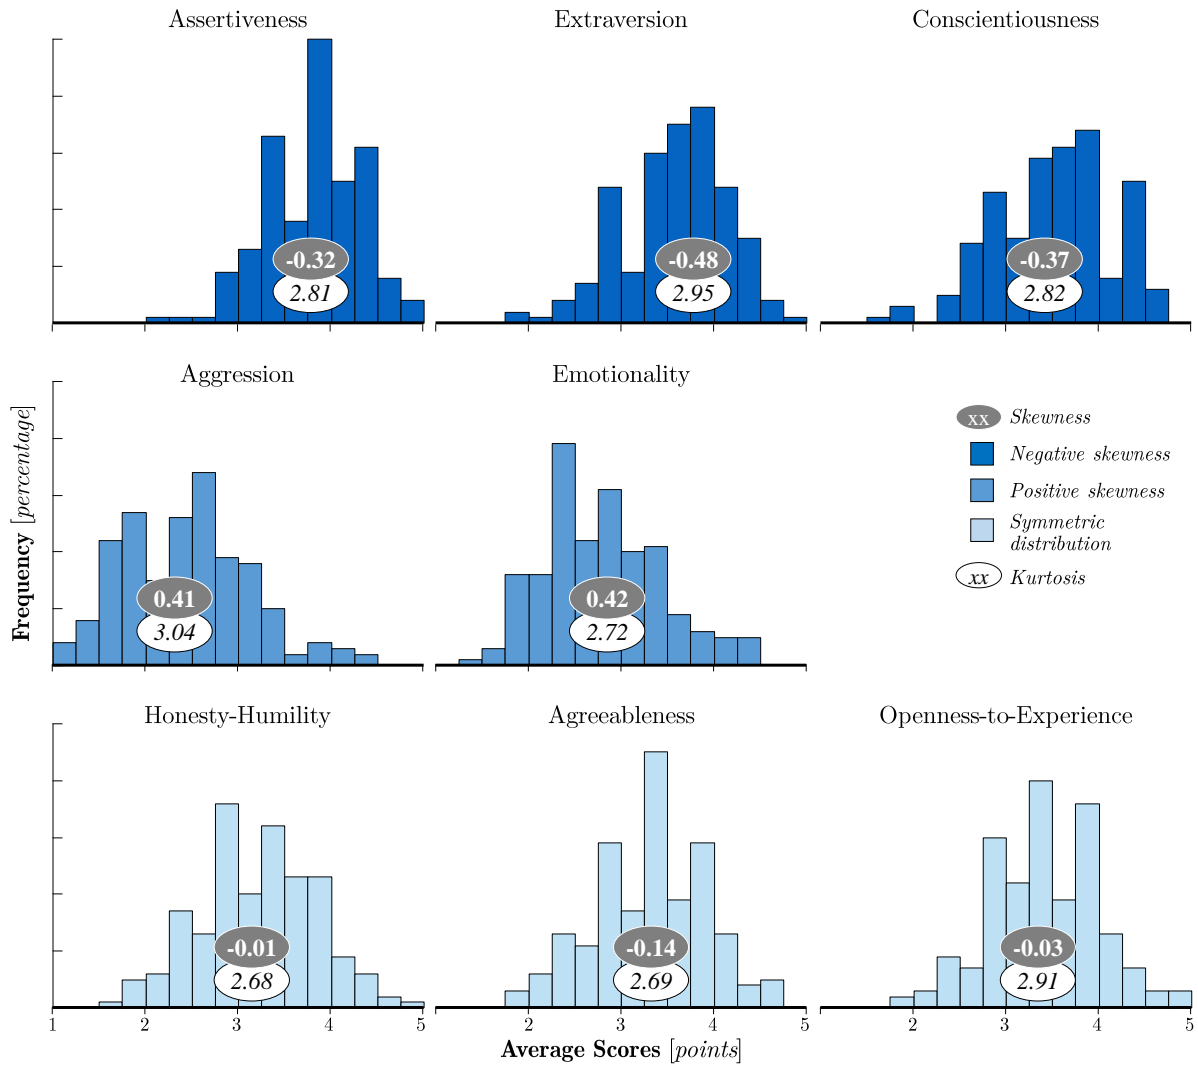 Assertiveness
Extraversion
Conscientiousness
-0.32
2.81
-0.48
2.95
-0.37
2.82
Aggression
Emotionality
0.41
3.04
0.42
2.72
xx Skewness
Negative skewness
Positive skewness
Symmetric
distribution
xx Kurtosis
Frequency [percentage]
Honesty-Humility
Agreeableness
Openness-to-Experience
-0.01
2.68
-0.14
2.69
-0.03
2.91
1 2 3 4 5
2 3 4 5
2 3 4 5
Average Scores [points]